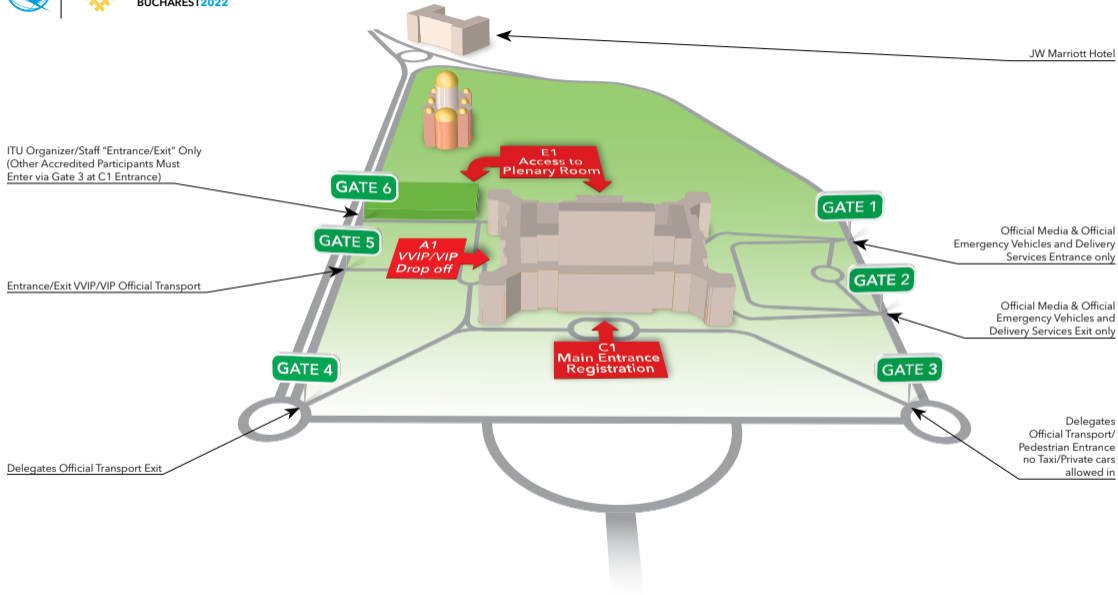 BUCHAREST2022
JW Marriott Hotel
ITU Organizer/Staff “Entrance/Exit” Only
(Other Accredited Participants Must
Enter via Gate 3 at C1 Entrance)
E1
Access to
Plenary Room
GATE 6
GATE 1
GATE 5
A1
VVIP/VIP
Drop off
Official Media & Official
Emergency Vehicles and Delivery
Services Entrance only
Entrance/Exit VVIP/VIP Official Transport
GATE 2
Official Media & Official
Emergency Vehicles and
Delivery Services Exit only
C1
Main Entrance
Registration
GATE 4
GATE 3
Delegates Official Transport Exit
Delegates
Official Transport/
Pedestrian Entrance
no Taxi/Private cars
allowed in